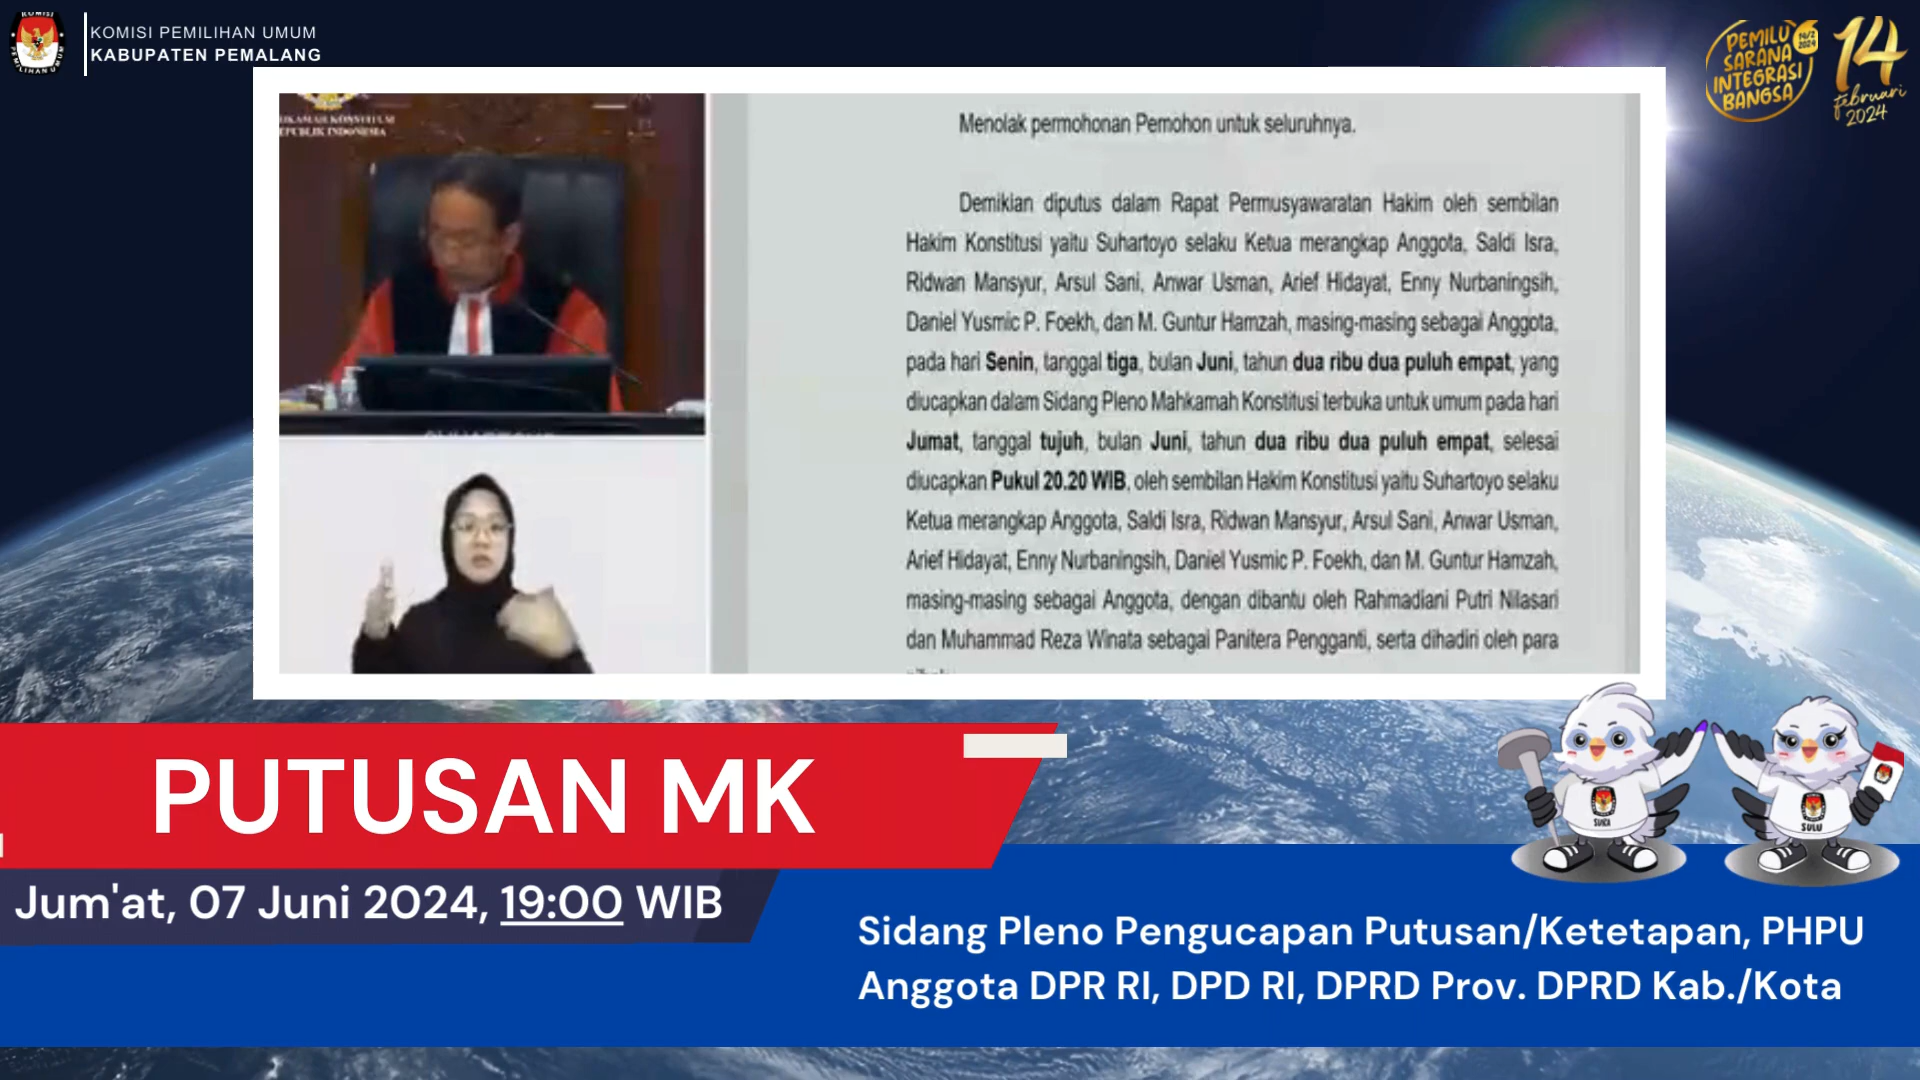 KOMISI PEMILIHAN UMUM
KABUPATEN PEMALANG
PEMILU
SARANA
INTEGRASI
BANGSA
14
Februari
2024
REPUBLIK INDONESIA
Menolak permohonan Pemohon untuk seluruhnya.
Demikian diputus dalam Rapat Permusyawaratan Hakim oleh sembilan
Hakim Konstitusi yaitu Suhartoyo selaku Ketua merangkap Anggota, Saldi Isra,
Ridwan Mansyur, Arsul Sani, Anwar Usman, Arief Hidayat, Enny Nurbaningsih,
Daniel Yusmic P. Foekh, dan M. Guntur Hamzah, masing-masing sebagai Anggota,
pada hari Senin, tanggal tiga, bulan Juni, tahun dua ribu dua puluh empat, yang
diucapkan dalam Sidang Pleno Mahkamah Konstitusi terbuka untuk umum pada hari
Jumat, tanggal tujuh, bulan Juni, tahun dua ribu dua puluh empat, selesai
diucapkan Pukul 20.20 WIB, oleh sembilan Hakim Konstitusi yaitu Suhartoyo selaku
Ketua merangkap Anggota, Saldi Isra, Ridwan Mansyur, Arsul Sani, Anwar Usman,
Arief Hidayat, Enny Nurbaningsih, Daniel Yusmic P. Foekh, dan M. Guntur Hamzah,
masing-masing sebagai Anggota, dengan dibantu oleh Rahmadiani Putri Nilasari
dan Muhammad Reza Winata sebagai Panitera Pengganti, serta dihadiri oleh para
PUTUSAN MK
Jum'at, 07 Juni 2024, 19:00 WIB
SURA
SULU
Sidang Pleno Pengucapan Putusan/Ketetapan, PHPU
Anggota DPR RI, DPD RI, DPRD Prov. DPRD Kab./Kota